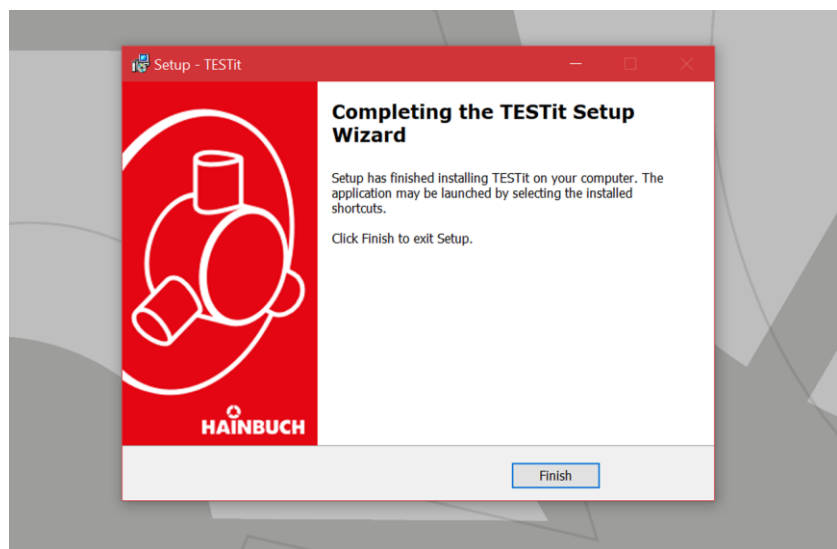 Setup - TESTit
Completing the TESTit Setup
Wizard
Setup has finished installing TESTit on your computer. The
application may be launched by selecting the installed
shortcuts.
Click Finish to exit Setup.
HAINBUCH
Finish